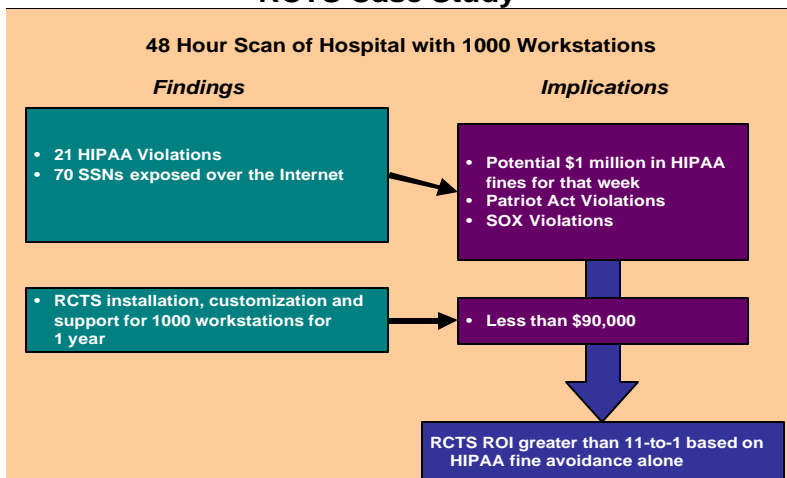 RCTS Case Study
48 Hour Scan of Hospital with 1000 Workstations
Findings
Implications
• 21 HIPAA Violations
• 70 SSNs exposed over the Internet
• Potential $1 million in HIPAA
fines for that week
• Patriot Act Violations
• SOX Violations
• RCTS installation, customization and
support for 1000 workstations for
1 year
• Less than $90,000
RCTS ROI greater than 11-to-1 based on
HIPAA fine avoidance alone